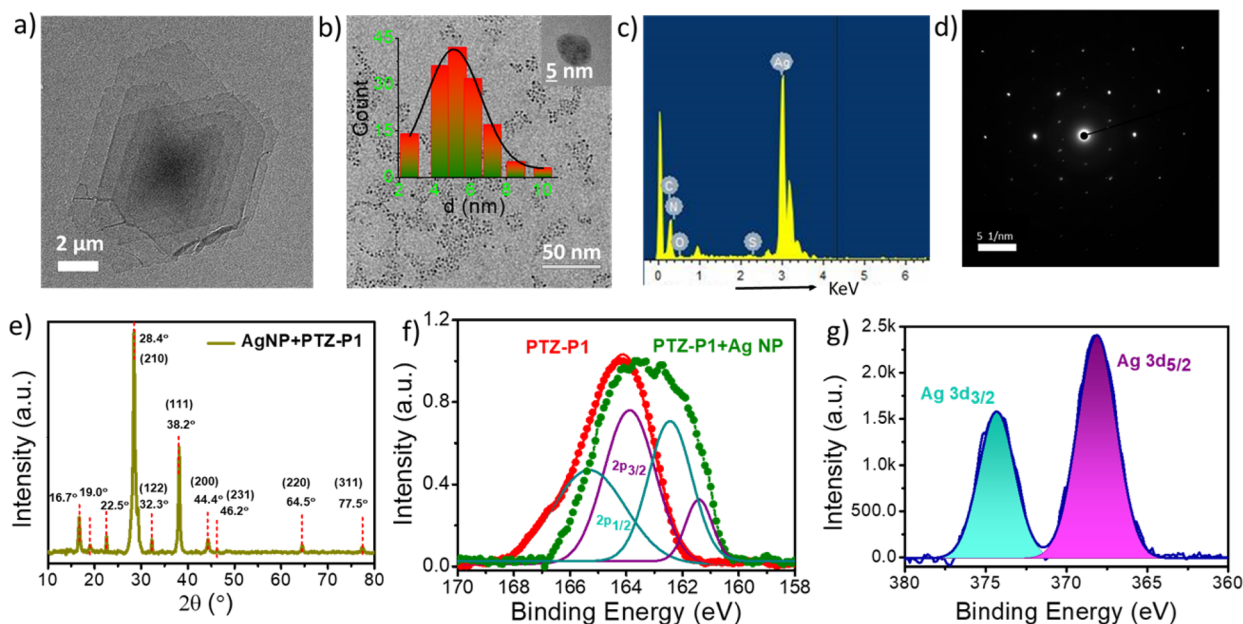 a)
2 μm
b)
45
30
15
0
Count
2 4 6 8 10
d (nm)
5 nm
50 nm
c)
Ag
C
N
O
S
0 1 2 3 4 5 6
KeV
d)
5 1/nm
e)
AgNP+PTZ-P1
28.4°
(210)
(111)
38.2°
16.7°
19.0°
22.5°
(122)
32.3°
(200)
44.4°
(231)
46.2°
(220)
64.5°
(311)
77.5°
Intensity (a.u.)
10 20 30 40 50 60 70 80
2θ (°)
f)
PTZ-P1
PTZ-P1+Ag NP
2p3/2
2p1/2
1.2
0.8
0.4
0.0
Intensity (a.u.)
170 168 166 164 162 160 158
Binding Energy (eV)
g)
Ag 3d3/2
Ag 3d5/2
2.5k
2.0k
1.5k
1.0k
500.0
0.0
Intensity (a.u.)
380 375 370 365 360
Binding Energy (eV)